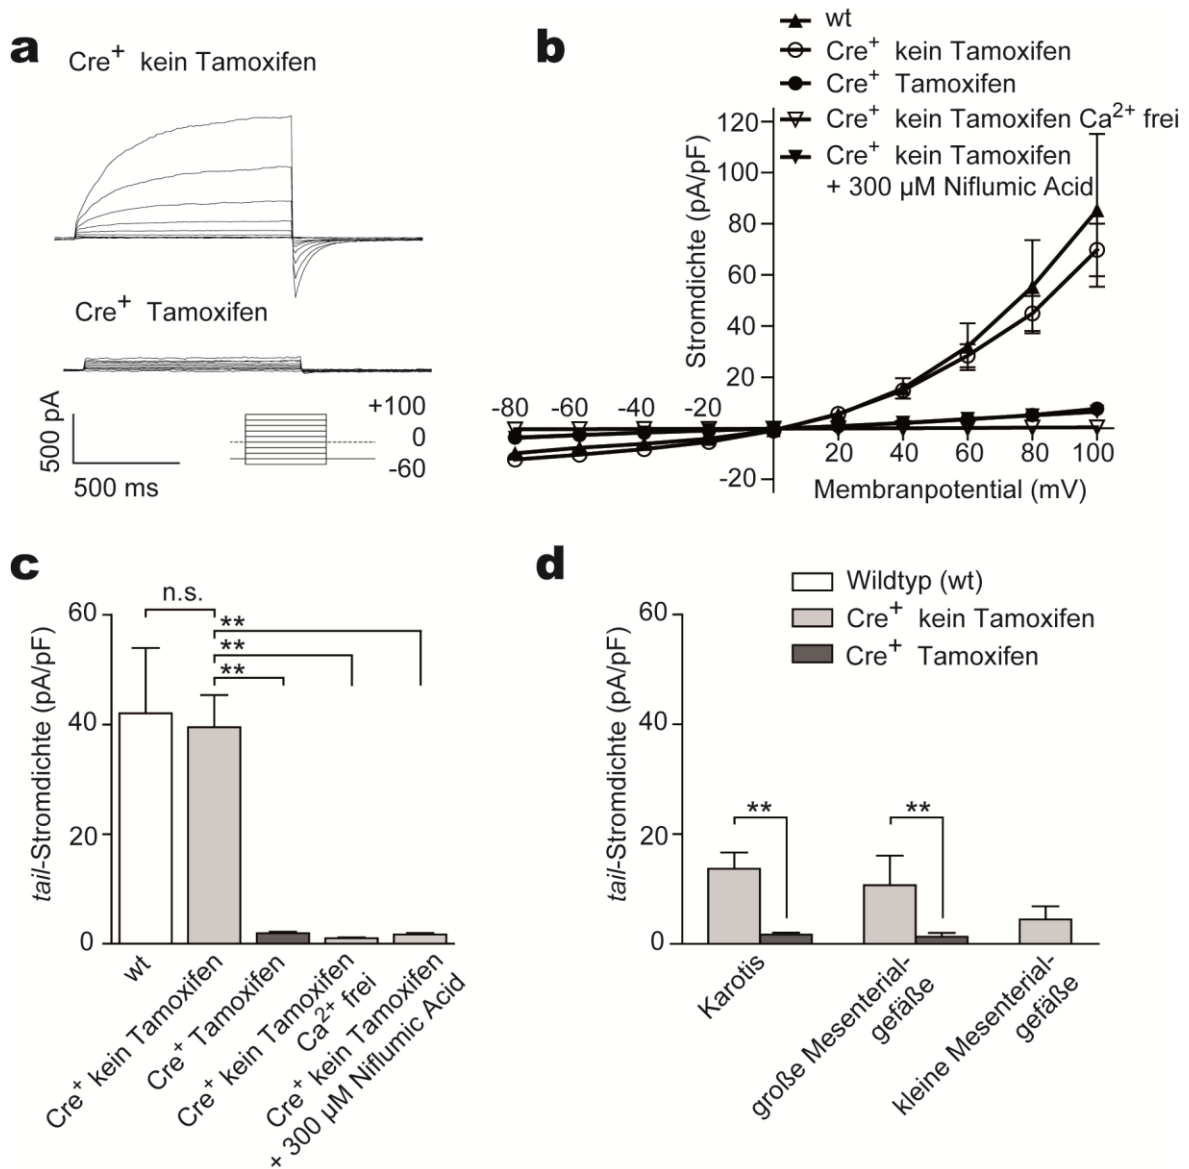 a
Cre+ kein Tamoxifen
Cre+ Tamoxifen
500 pA
500 ms
+100
0
-60
b
wt
Cre+ kein Tamoxifen
Cre+ Tamoxifen
Cre+ kein Tamoxifen Ca2+ frei
Cre+ kein Tamoxifen
+ 300 µM Niflumic Acid
Stromdichte (pA/pF)
120
100
80
60
40
20
-20
-80 -60 -40 -20
20 40 60 80 100
Membranpotential (mV)
c
tail-Stromdichte (pA/pF)
60
40
20
0
n.s.
**
**
**
wt
Cre+ kein Tamoxifen
Cre+ Tamoxifen
Cre+ kein Tamoxifen
Ca2+ frei
Cre+ kein Tamoxifen
+ 300 µM Niflumic Acid
d
Wildtyp (wt)
Cre+ kein Tamoxifen
Cre+ Tamoxifen
tail-Stromdichte (pA/pF)
60
40
20
0
**
**
Karotis
große Mesenterial-
gefäße
kleine Mesenterial-
gefäße